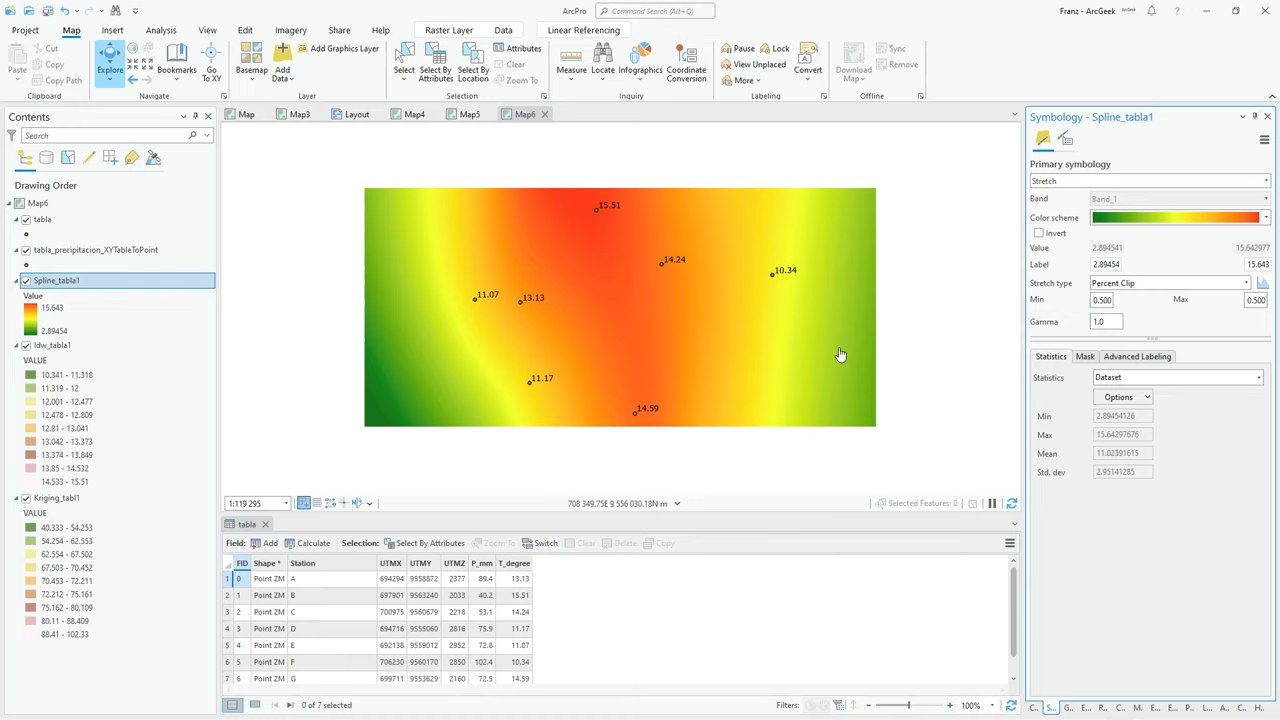 ArcPro
Command Search (Alt+Q)
Franz - ArcGeek
Project
Map
Insert
Analysis
View
Edit
Imagery
Share
Help
Raster Layer
Data
Linear Referencing
Paste
Cut
Copy
Copy Path
Clipboard
Explore
Bookmarks
Go To XY
Navigate
Basemap
Add Data
Add Graphics Layer
Layer
Select
Select By Attributes
Select By Location
Attributes
Clear
Zoom To
Selection
Measure
Locate
Infographics
Coordinate Conversion
Inquiry
Pause
Lock
View Unplaced
More
Convert
Labeling
Download Map
Sync
Remove
Offline
Contents
Search
Drawing Order
Map6
tabla
tabla_precipitacion_XYTableToPoint
Spline_tabla1
Value
15.643
2.89454
Idw_tabla1
VALUE
10.341 - 11.318
11.319 - 12
12.001 - 12.477
12.478 - 12.809
12.81 - 13.041
13.042 - 13.373
13.374 - 13.849
13.85 - 14.532
14.533 - 15.51
Kriging_tabl1
VALUE
40.333 - 54.253
54.254 - 62.553
62.554 - 67.502
67.503 - 70.452
70.453 - 72.211
72.212 - 75.161
75.162 - 80.109
80.11 - 88.409
88.41 - 102.33
Map
Map3
Layout
Map4
Map5
Map6
15.51
14.24
10.34
11.07
13.13
11.17
14.59
1:119 295
708 349.75E 9 556 030.18N m
Selected Features: 0
tabla
Field: Add Calculate Selection: Select By Attributes Zoom To Switch Clear Delete Copy
FID Shape * Station UTMX UTMY UTMZ P_mm T_degree
1 0 Point ZM A 694294 9558872 2377 89.4 13.13
2 1 Point ZM B 697901 9563240 2033 40.2 15.51
3 2 Point ZM C 700975 9560679 2218 53.1 14.24
4 3 Point ZM D 694716 9555060 2816 75.9 11.17
5 4 Point ZM E 692138 9559012 2952 72.8 11.07
6 5 Point ZM F 706230 9560170 2850 102.4 10.34
7 6 Point ZM G 699711 9553629 2160 72.5 14.59
0 of 7 selected
Filters:
100%
Symbology - Spline_tabla1
Primary symbology
Stretch
Band Band_1
Color scheme
Invert
Value 2.894541 15.642977
Label 2.89454 15.643
Stretch type Percent Clip
Min 0.500 Max 0.500
Gamma 1.0
Statistics Mask Advanced Labeling
Statistics Dataset
Options
Min 2.89454126
Max 15.64297676
Mean 11.02391615
Std. dev 2.95141285
C... S... G... E... R... C... M... E... E... P... L... A... C... H...